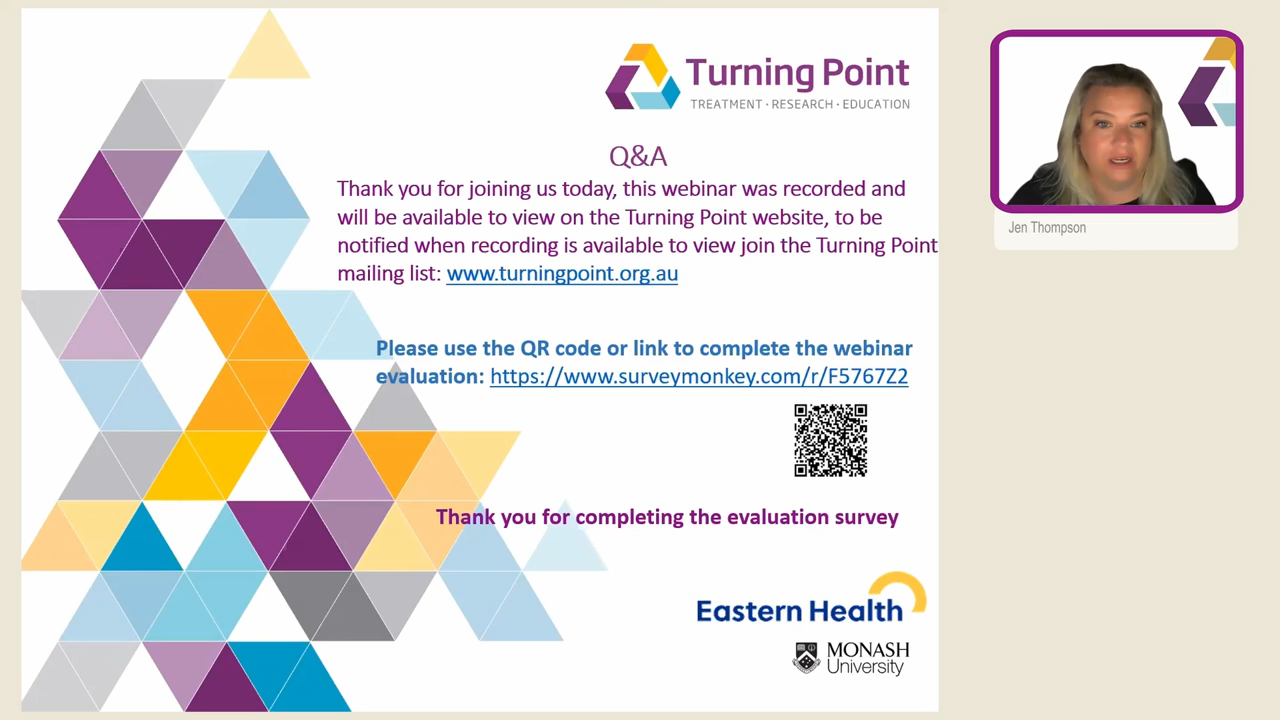 Turning Point
TREATMENT · RESEARCH · EDUCATION
Q&A
Thank you for joining us today, this webinar was recorded and
will be available to view on the Turning Point website, to be
notified when recording is available to view join the Turning Point
mailing list: www.turningpoint.org.au
Please use the QR code or link to complete the webinar
evaluation: https://www.surveymonkey.com/r/F5767Z2
Thank you for completing the evaluation survey
Eastern Health
MONASH
University
Jen Thompson